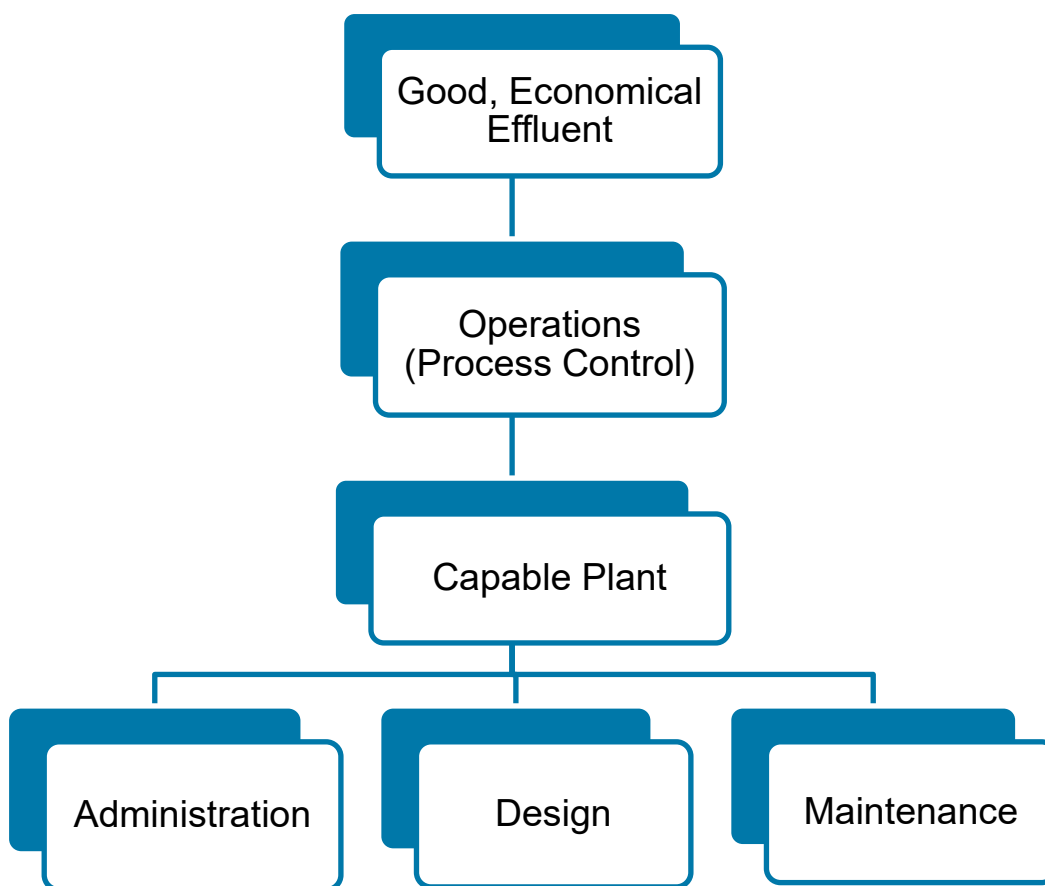 Good, Economical
Effluent
Operations
(Process Control)
Capable Plant
Administration
Design
Maintenance